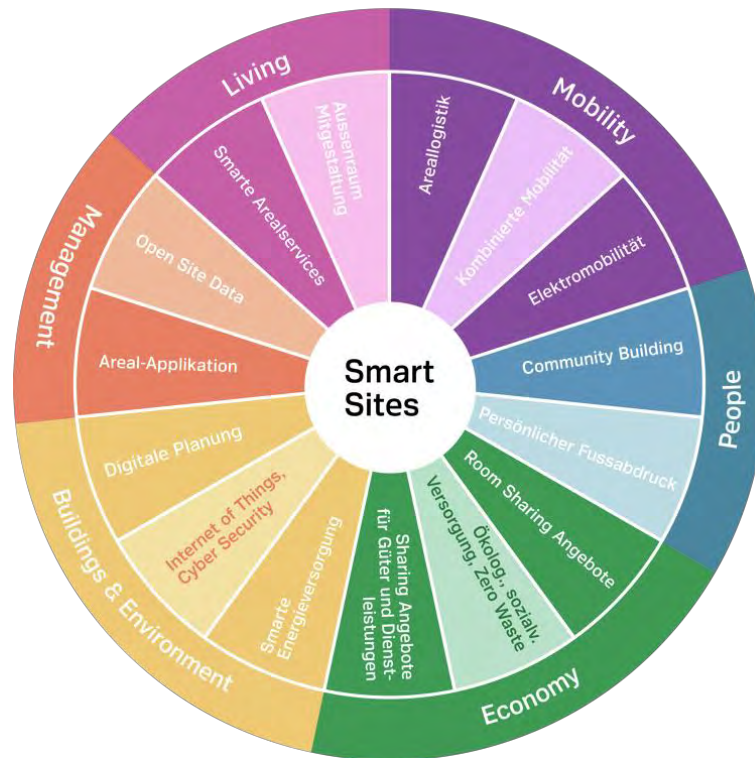 Living
Aussenraum
Mitgestaltung
Smarte Arealservices
Mobility
Areallogistik
Kombinierte Mobilität
Elektromobilität
People
Community Building
Persönlicher Fussabdruck
Economy
Room Sharing Angebote
Ökolog., sozialv.
Versorgung, Zero Waste
Sharing Angebote
für Güter und Dienst-
leistungen
Buildings & Environment
Smarte
Energieversorgung
Internet of Things,
Cyber Security
Digitale Planung
Management
Areal-Applikation
Open Site Data
Smart
Sites